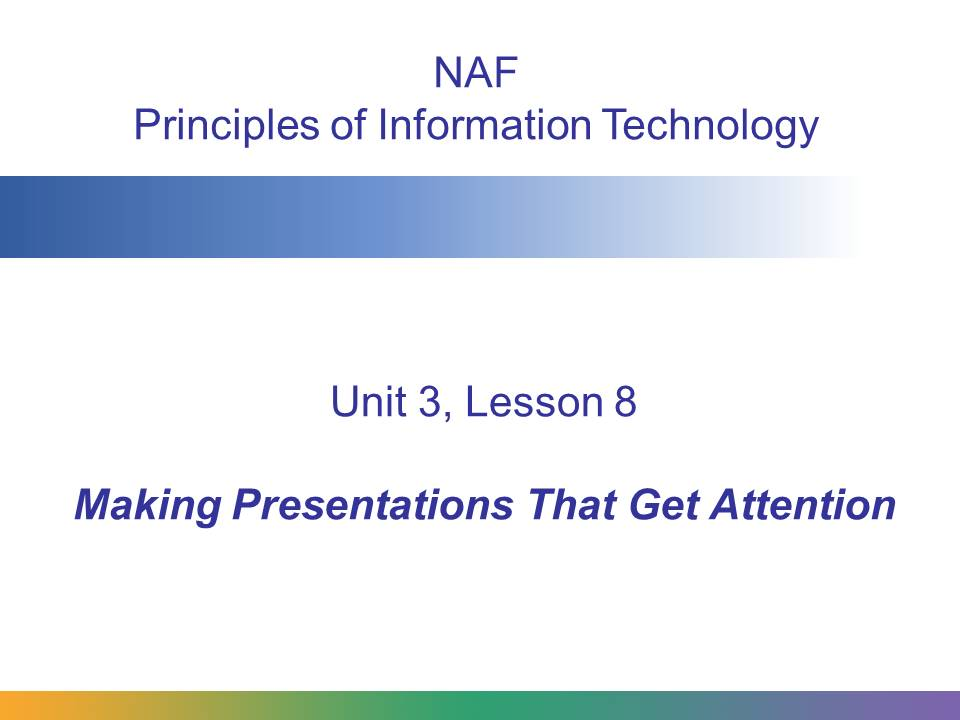 NAF
Principles of Information Technology
Unit 3, Lesson 8
Making Presentations That Get Attention